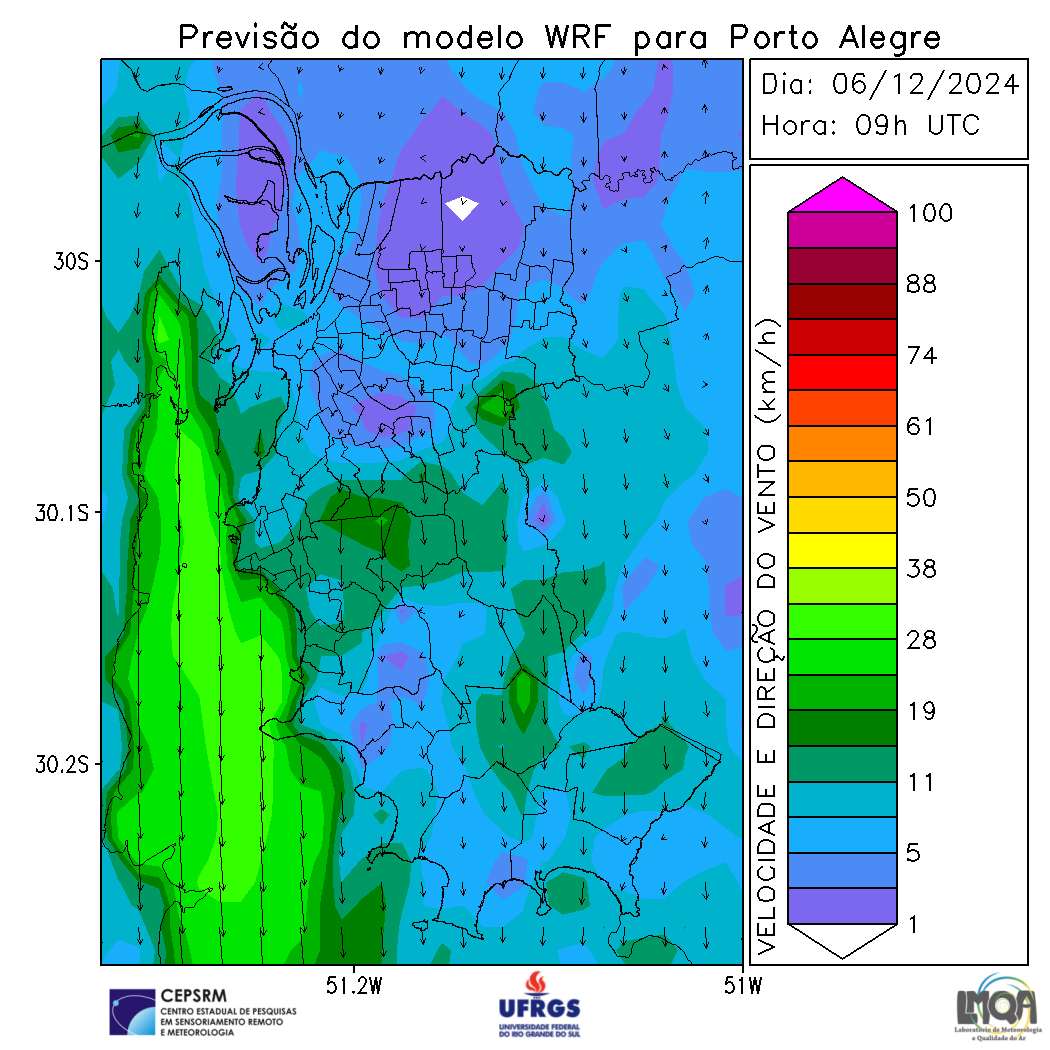 Previsão do modelo WRF para Porto Alegre
Dia: 06/12/2024
Hora: 09h UTC
30S
30.1S
30.2S
51.2W
51W
VELOCIDADE E DIREÇÃO DO VENTO (km/h)
100
88
74
61
50
38
28
19
11
5
1
CEPSRM
CENTRO ESTADUAL DE PESQUISAS
EM SENSORIAMENTO REMOTO
E METEOROLOGIA
UFRGS
UNIVERSIDADE FEDERAL
DO RIO GRANDE DO SUL
LMQA
Laboratório de Meteorologia
e Qualidade do Ar